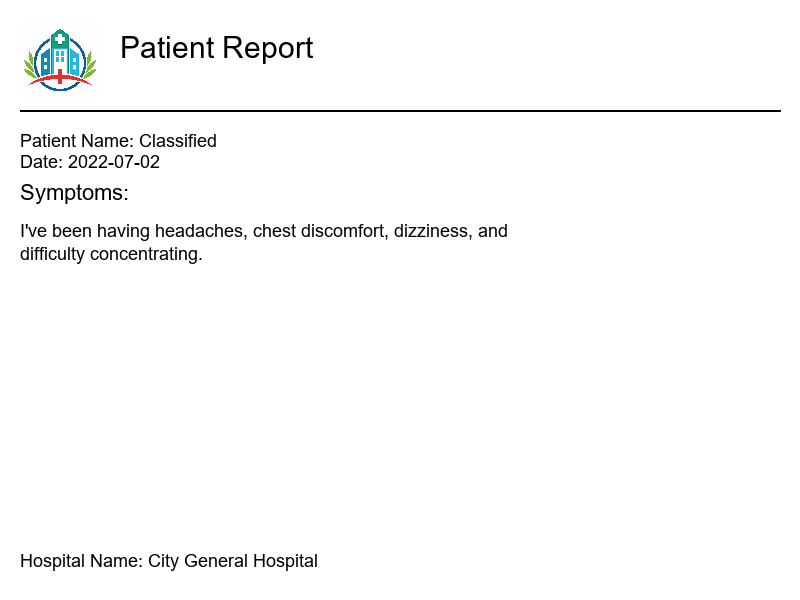 Patient Report
Patient Name: Classified
Date: 2022-07-02
Symptoms:
I've been having headaches, chest discomfort, dizziness, and
difficulty concentrating.
Hospital Name: City General Hospital